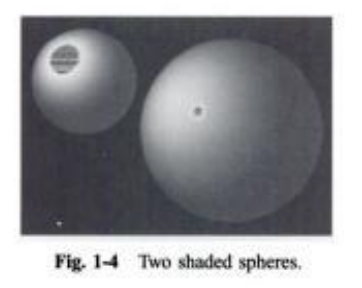 Fig. 1-4 Two shaded spheres.